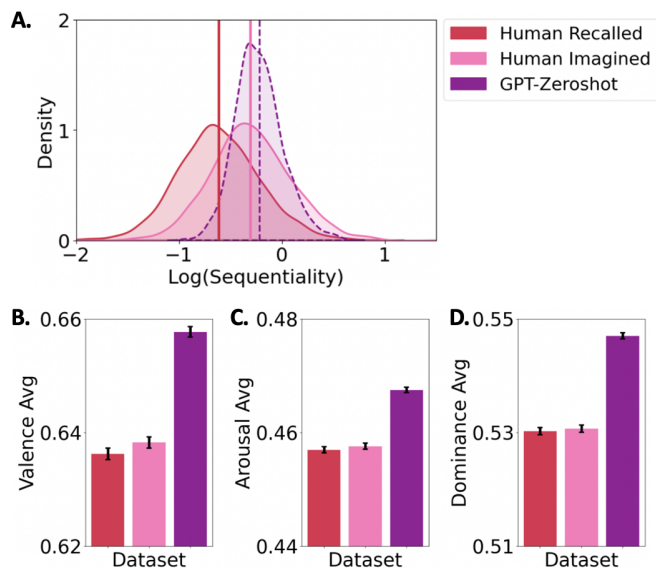 A.
2
1
0
Density
−2
−1
0
1
Log(Sequentiality)
Human Recalled
Human Imagined
GPT-Zeroshot
B.
0.66
0.64
0.62
Valence Avg
Dataset
C.
0.48
0.46
0.44
Arousal Avg
Dataset
D.
0.55
0.53
0.51
Dominance Avg
Dataset